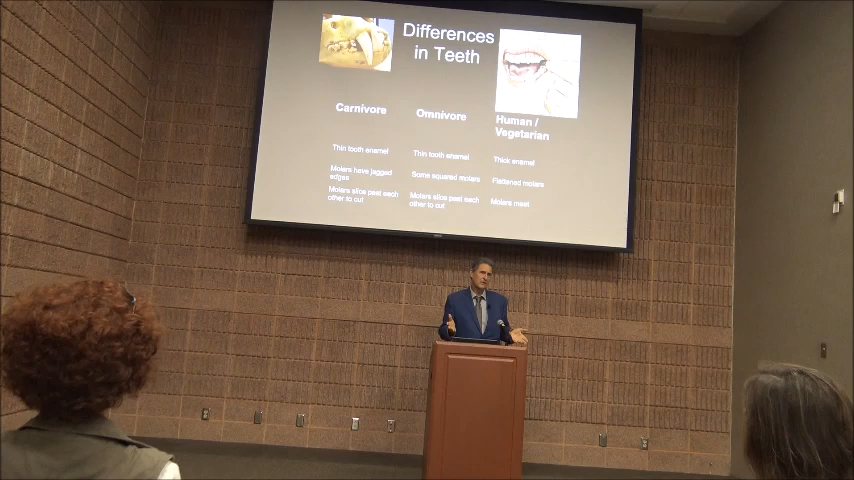 Differences
in Teeth
Carnivore
Omnivore
Human /
Vegetarian
Thin tooth enamel
Thin tooth enamel
Thick enamel
Molars have jagged
edges
Some squared molars
Flattened molars
Molars slice past each
other to cut
Molars slice past each
other to cut
Molars meet